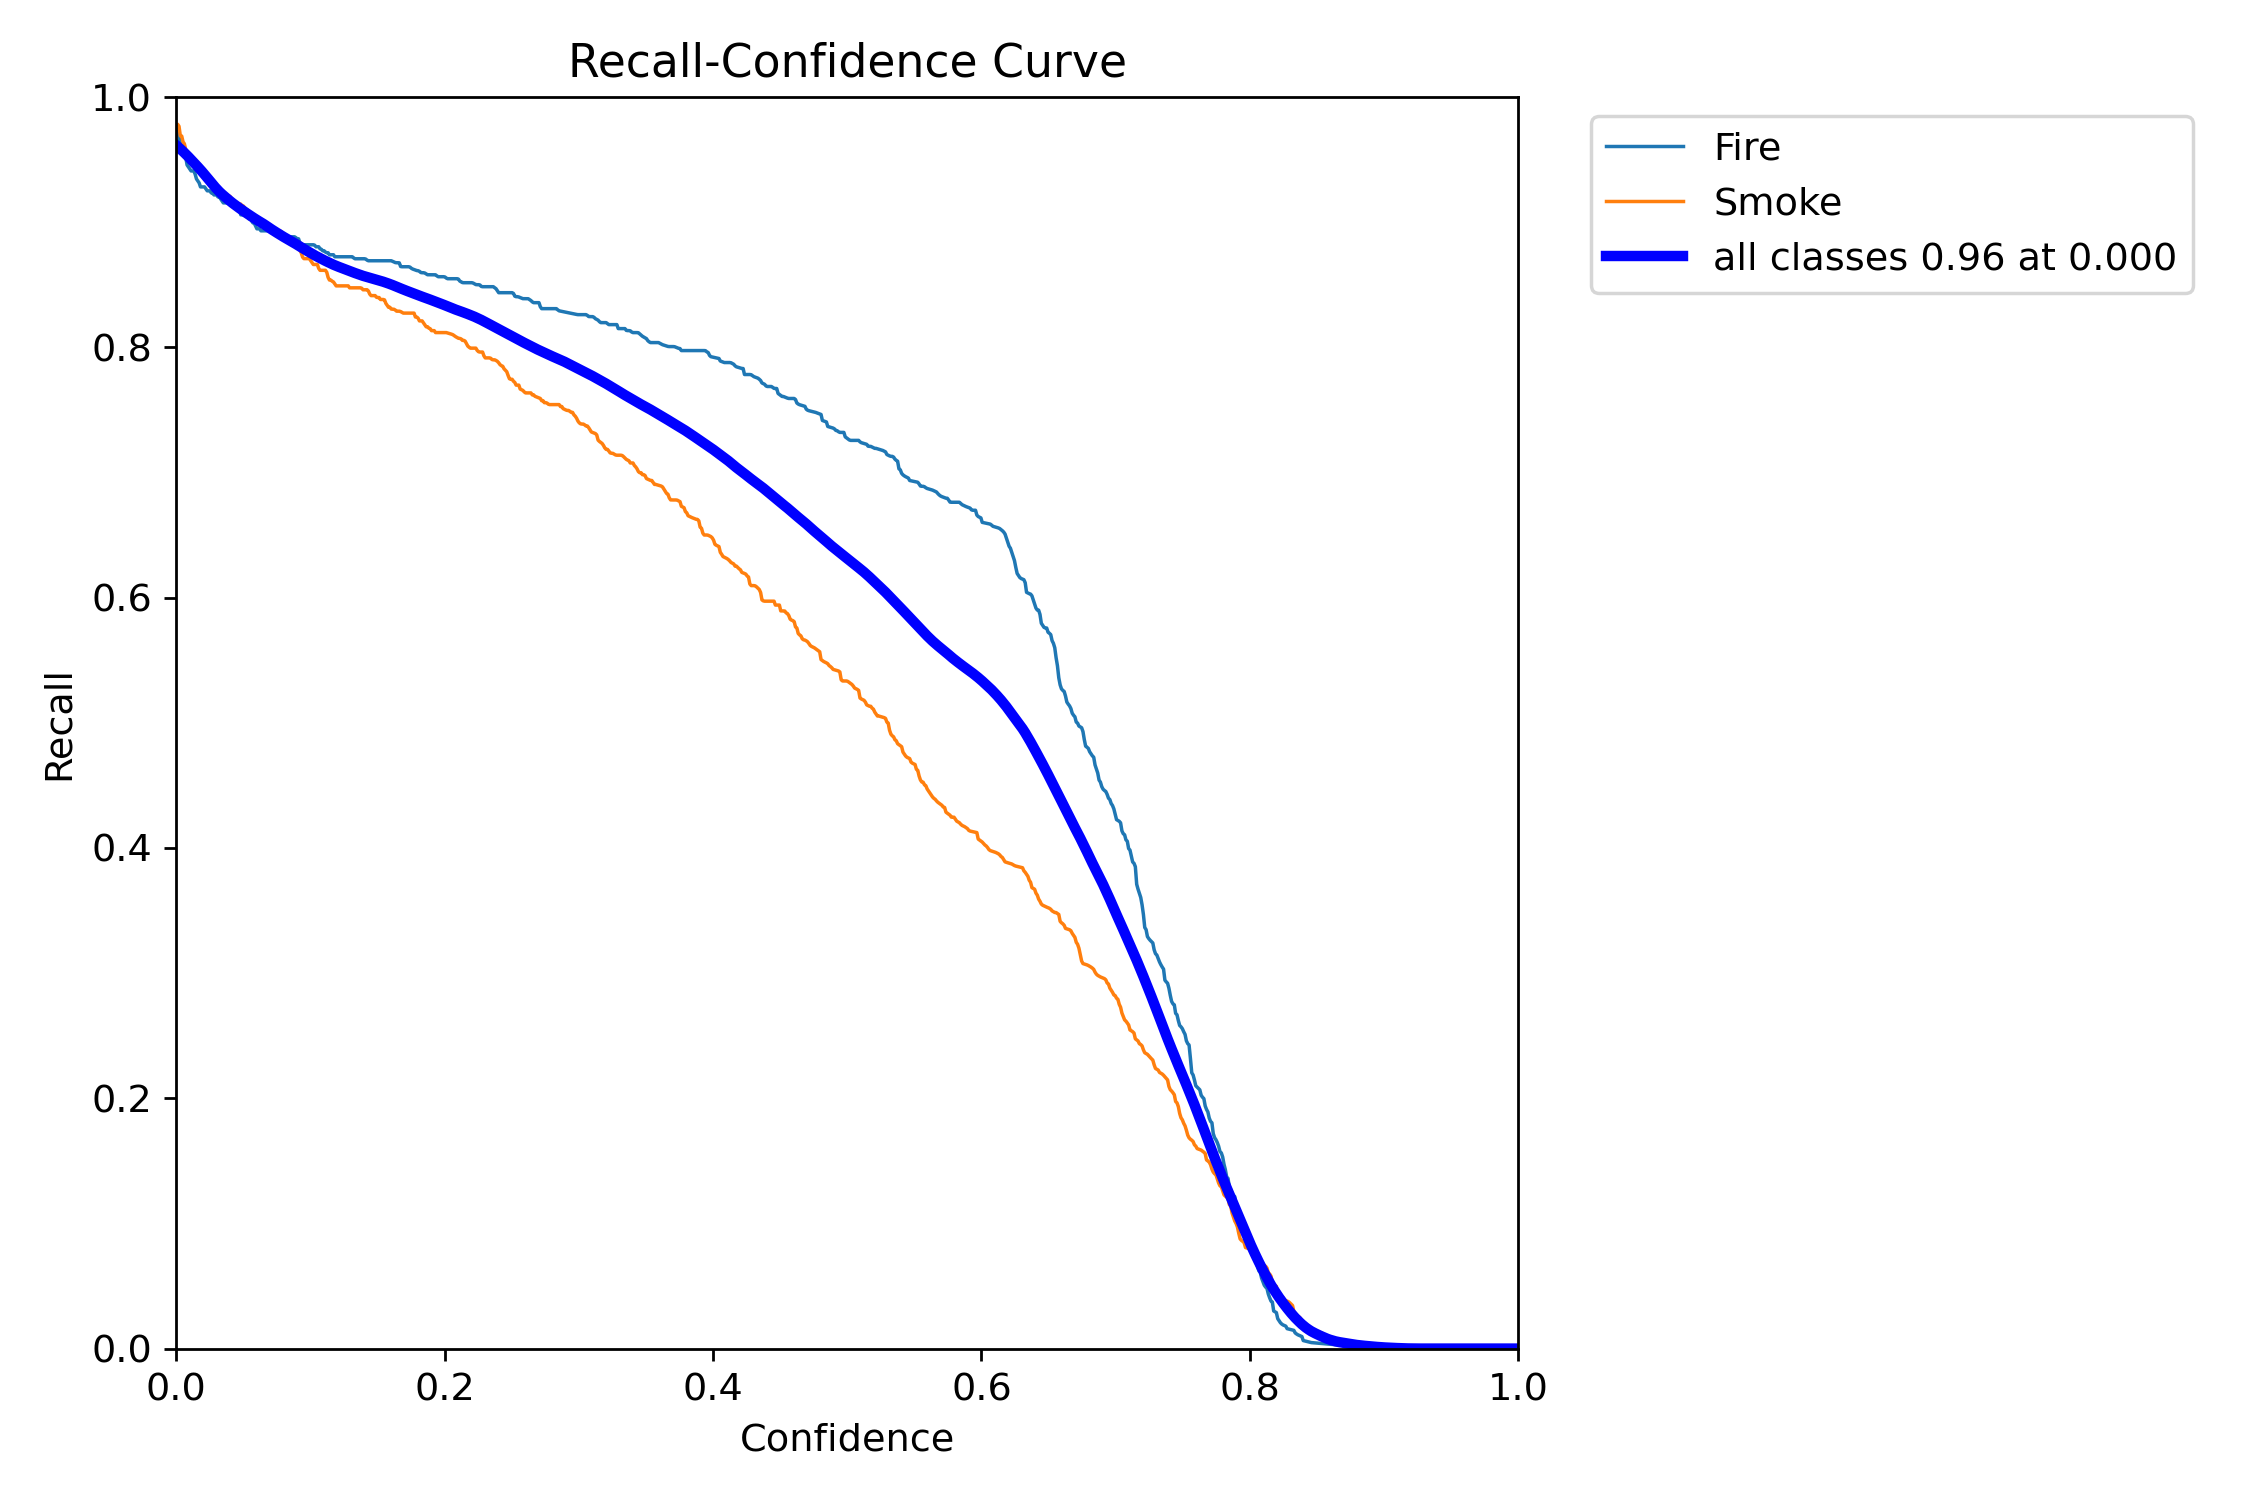 Recall-Confidence Curve
1.0
0.8
0.6
0.4
0.2
0.0
Recall
0.0 0.2 0.4 0.6 0.8 1.0
Confidence
Fire
Smoke
all classes 0.96 at 0.000